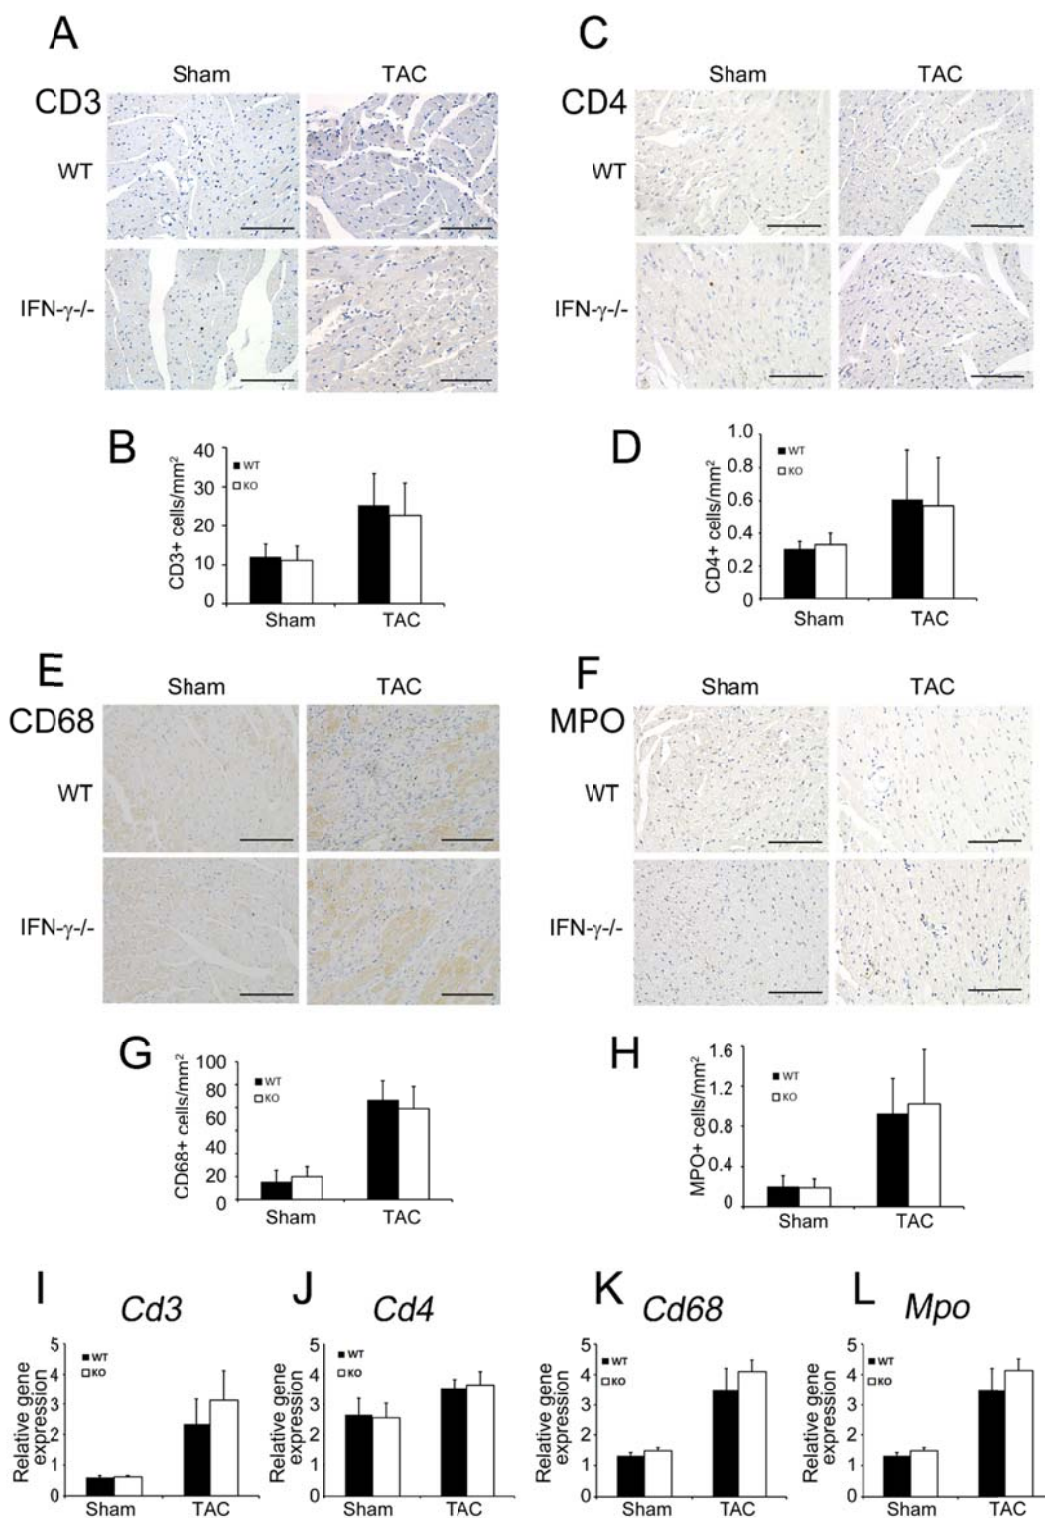 A
Sham TAC
CD3
WT
IFN-γ-/-
C
Sham TAC
CD4
WT
IFN-γ-/-
B
CD3+ cells/mm²
40
30
20
10
0
WT
KO
Sham TAC
D
CD4+ cells/mm²
1.0
0.8
0.6
0.4
0.2
0
WT
KO
Sham TAC
E
Sham TAC
CD68
WT
IFN-γ-/-
F
Sham TAC
MPO
WT
IFN-γ-/-
G
CD68+ cells/mm²
100
80
60
20
0
WT
KO
Sham TAC
H
MPO+ cells/mm²
1.6
1.2
0.8
0.4
0
WT
KO
Sham TAC
I Cd3
Relative gene
expression
5
4
3
2
1
0
WT
KO
Sham TAC
J Cd4
Relative gene
expression
5
4
3
2
1
0
WT
KO
Sham TAC
K Cd68
Relative gene
expression
5
4
3
2
1
0
WT
KO
Sham TAC
L Mpo
Relative gene
expression
5
4
3
2
1
0
WT
KO
Sham TAC